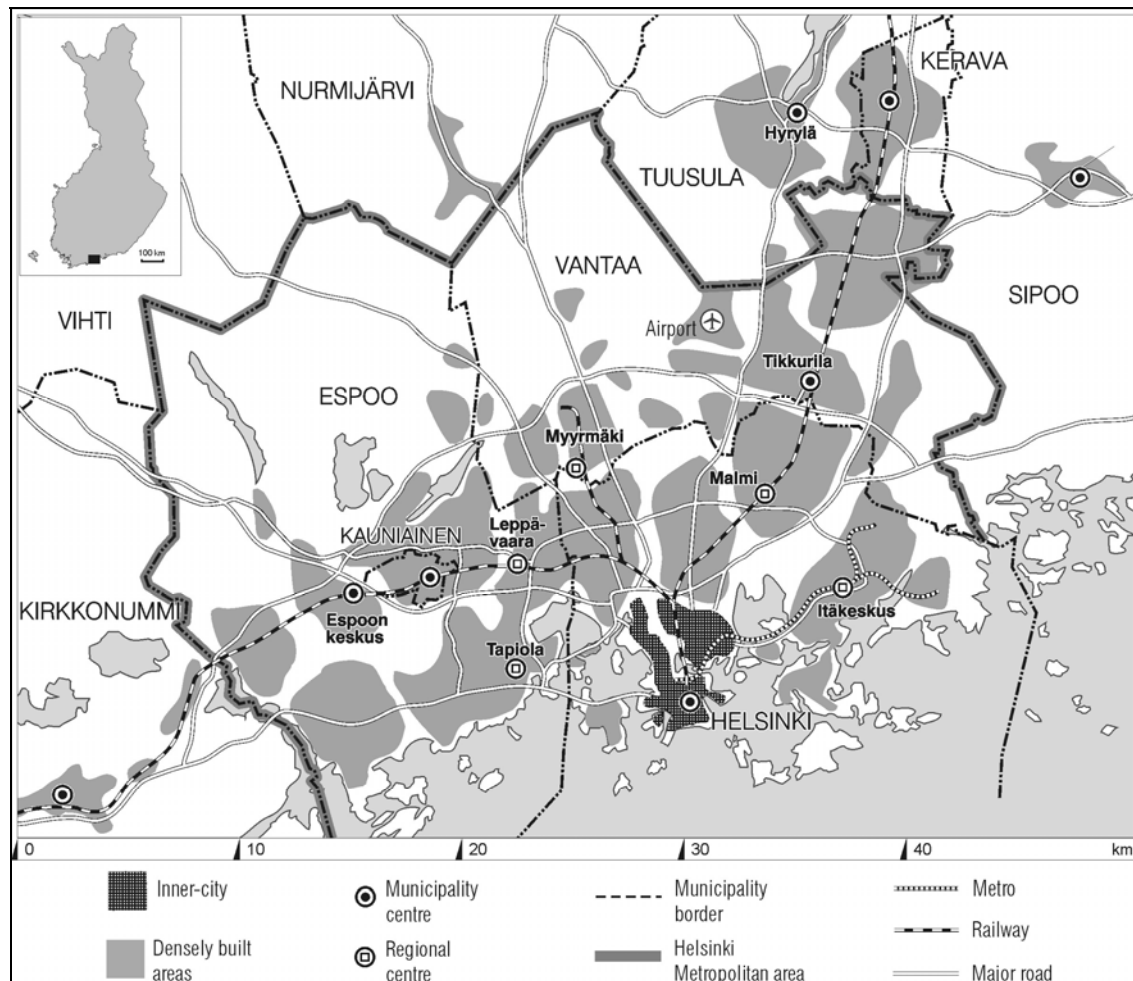 KERAVA
NURMIJÄRVI
Hyrylä
TUUSULA
VANTAA
100 km
SIPOO
VIHTI
Airport
Tikkurila
ESPOO
Myyrmäki
Malmi
Leppä-
vaara
KAUNIAINEN
KIRKKONUMMI
Espoon
keskus
Itäkeskus
Tapiola
HELSINKI
0 10 20 30 40 km
Inner-city
Municipality
centre
Municipality
border
Metro
Railway
Densely built
areas
Regional
centre
Helsinki
Metropolitan area
Major road